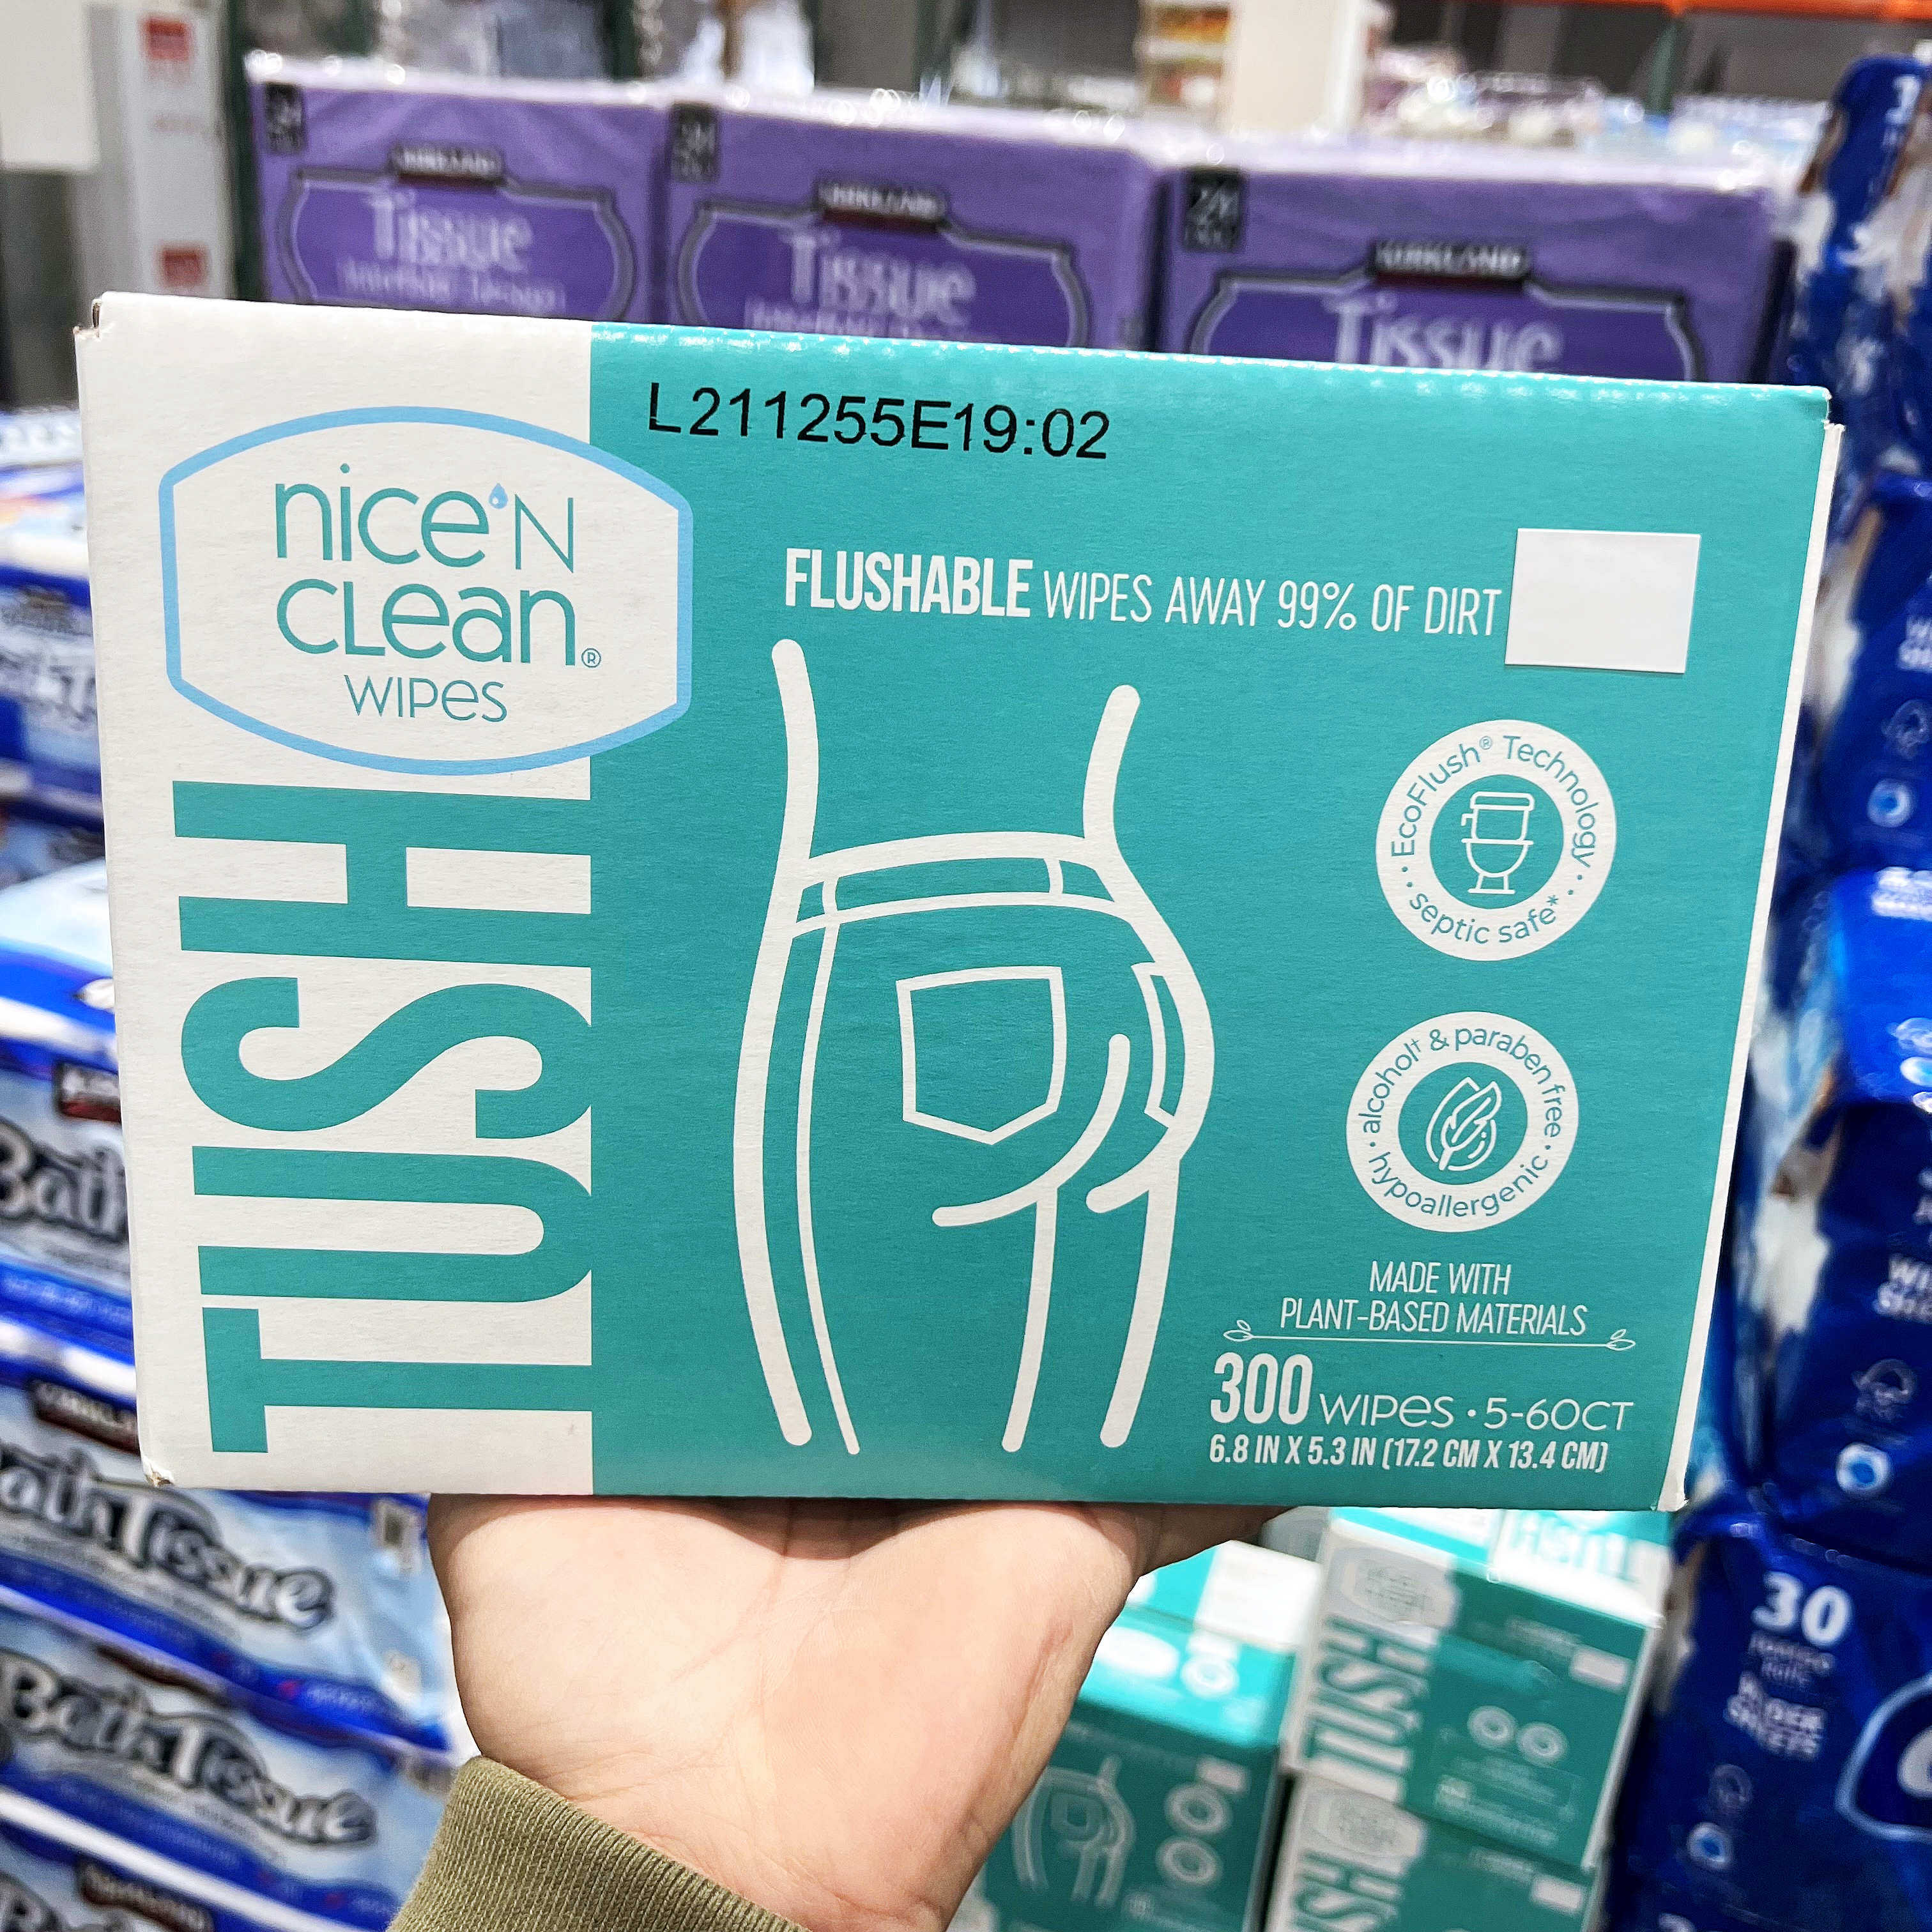 KIRKLAND
Tissue
KIRKLAND
Tissue
KIRKLAND
Tissue
L211255E19:02
nice'N
CLean®
WIPes
TUSH
FLUSHABLE WIPES AWAY 99% OF DIRT
EcoFlush® Technology
septic safe*
alcohol† & paraben free
hypoallergenic
MADE WITH
PLANT-BASED MATERIALS
300 WIPes · 5-60CT
6.8 IN X 5.3 IN (17.2 CM X 13.4 CM)
Bath
Bath Tissue
Bath Tissue
TUSH
30